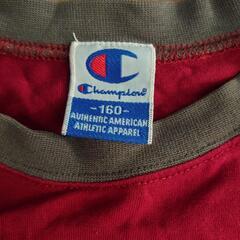 Champion
-160-
AUTHENTIC AMERICAN
ATHLETIC APPAREL